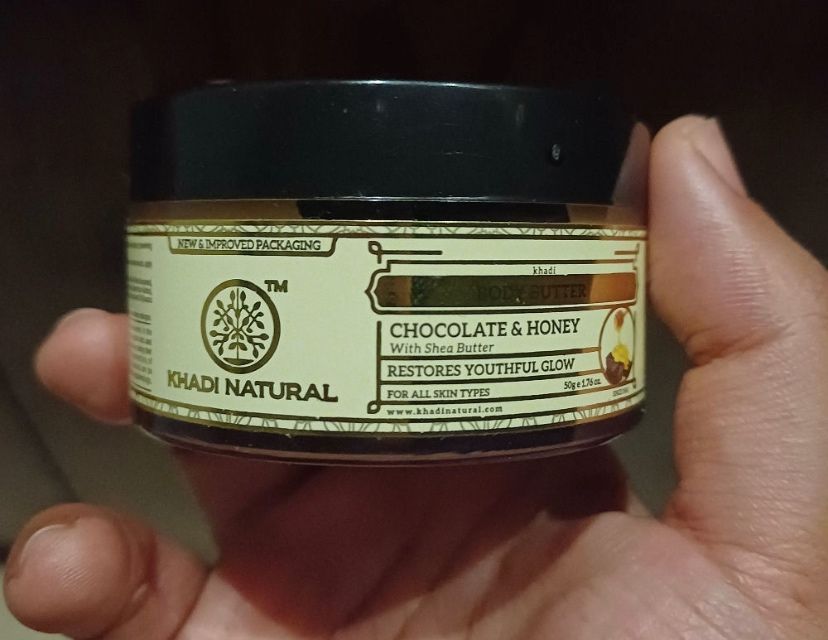 NEW & IMPROVED PACKAGING
TM
KHADI NATURAL
khadi
BODY BUTTER
CHOCOLATE & HONEY
With Shea Butter
RESTORES YOUTHFUL GLOW
FOR ALL SKIN TYPES
50g e 1.76 oz.
www.khadinatural.com